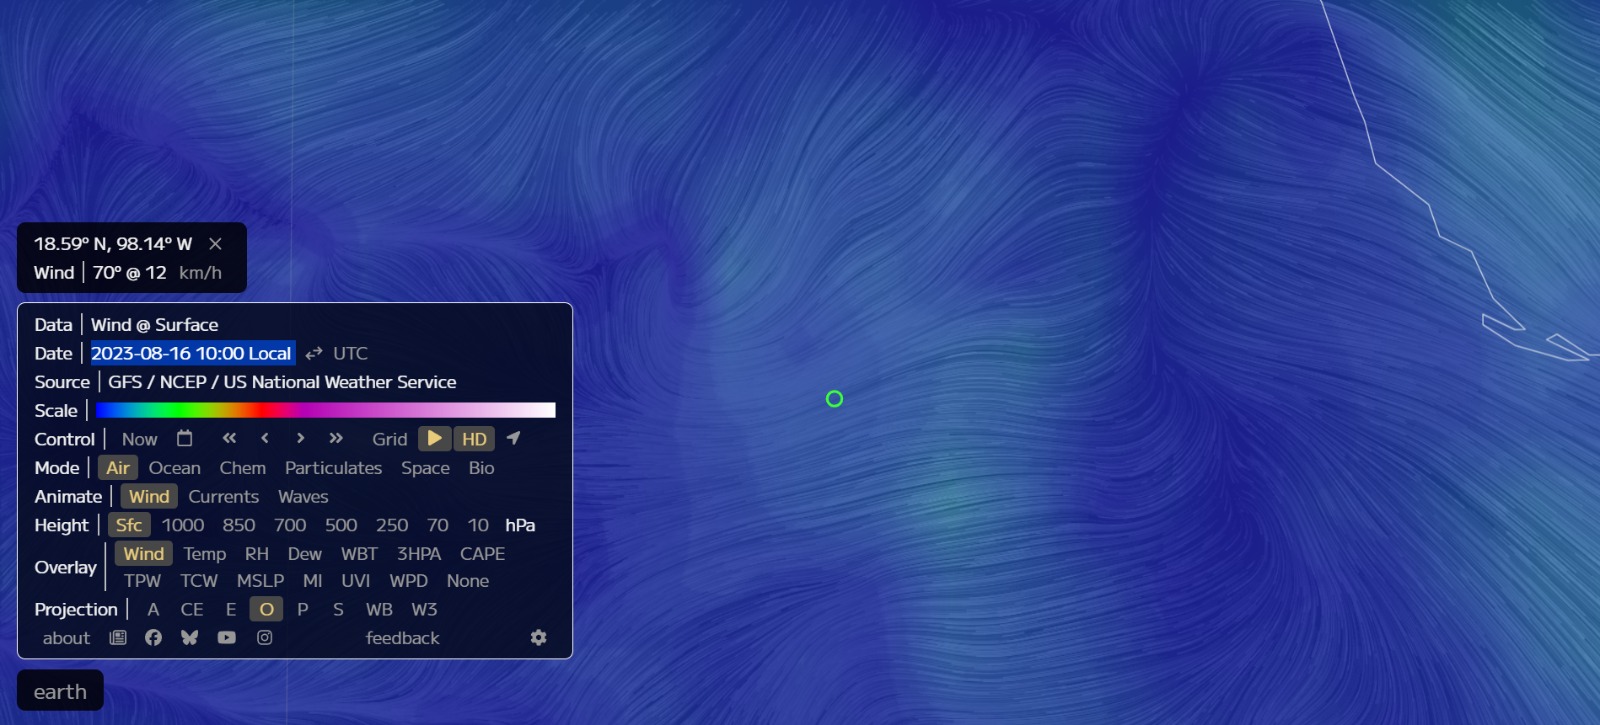 18.59° N, 98.14° W ×
Wind | 70° @ 12 km/h
Data | Wind @ Surface
Date | 2023-08-16 10:00 Local ⇄ UTC
Source | GFS / NCEP / US National Weather Service
Scale |
Control | Now « ‹ › » Grid HD
Mode | Air Ocean Chem Particulates Space Bio
Animate | Wind Currents Waves
Height | Sfc 1000 850 700 500 250 70 10 hPa
Overlay | Wind Temp RH Dew WBT 3HPA CAPE
TPW TCW MSLP MI UVI WPD None
Projection | A CE E O P S WB W3
about feedback
earth